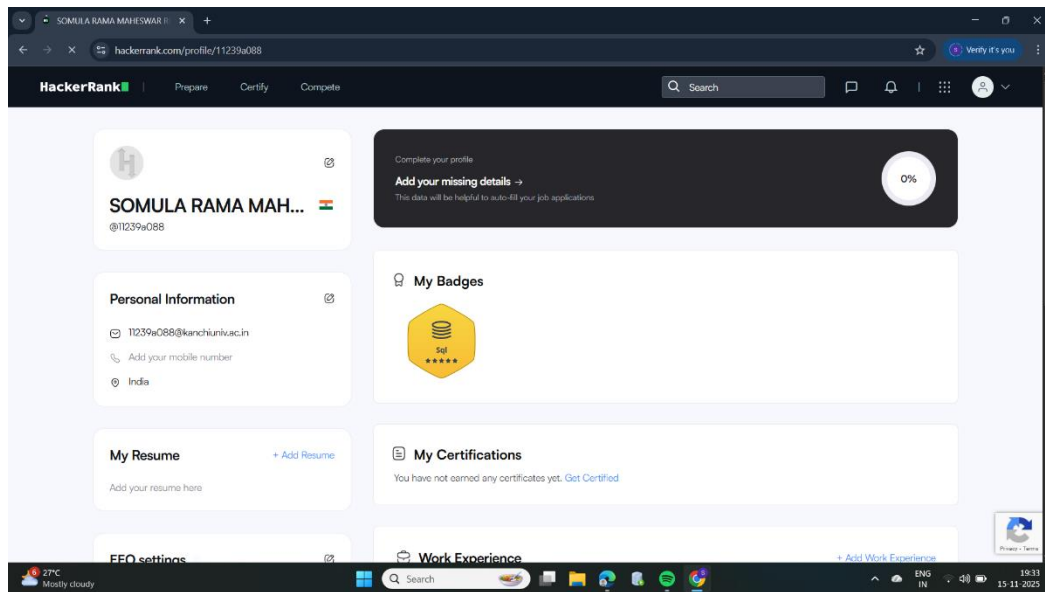 SOMULA RAMA MAHESWAR R
hackerrank.com/profile/11239a088
Verify it's you
HackerRank
Prepare
Certify
Compete
Search
SOMULA RAMA MAH...
@11239a088
Complete your profile
Add your missing details →
This data will be helpful to auto-fill your job applications
0%
Personal Information
11239a088@kanchiuniv.ac.in
Add your mobile number
India
My Badges
Sql
My Resume
+ Add Resume
Add your resume here
My Certifications
You have not earned any certificates yet. Get Certified
EEO settings
Work Experience
+ Add Work Experience
Privacy - Terms
6
27°C
Mostly cloudy
Search
ENG
IN
19:33
15-11-2025